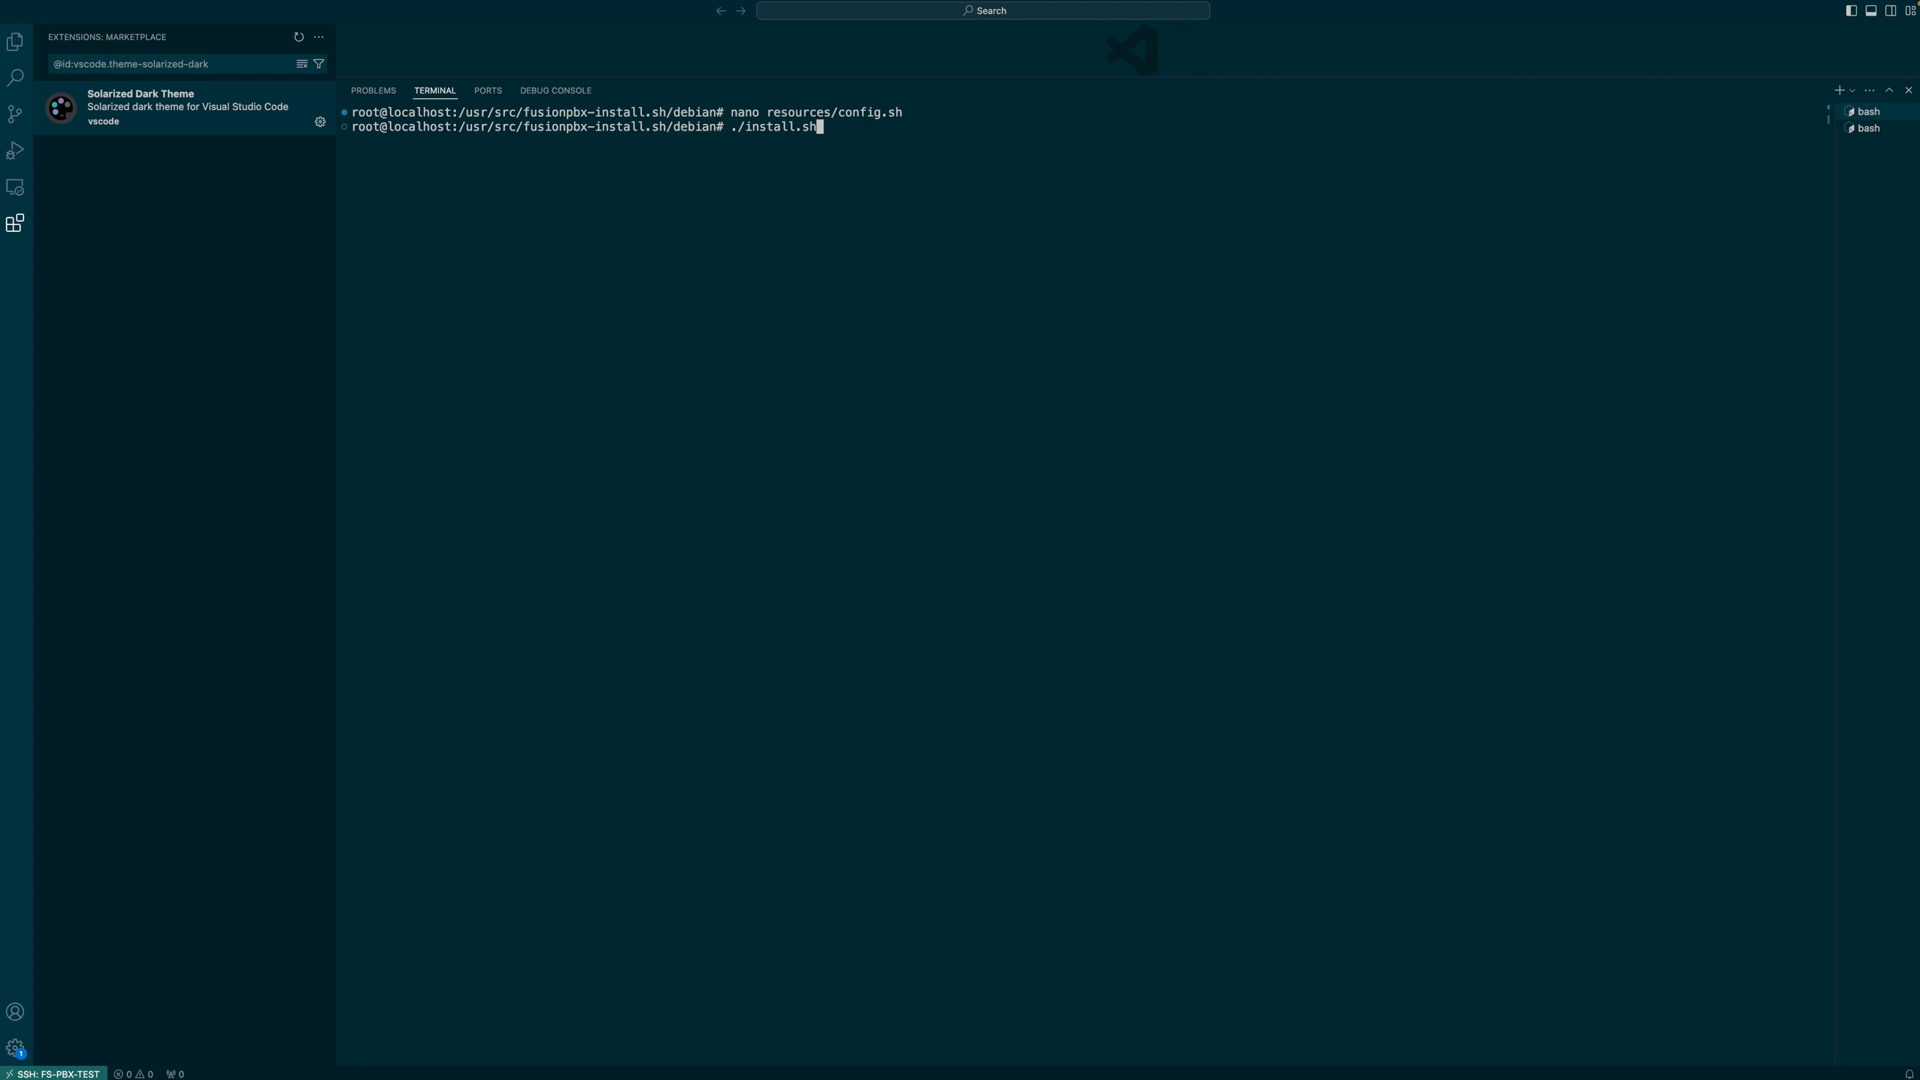 Search
EXTENSIONS: MARKETPLACE
@id:vscode.theme-solarized-dark
Solarized Dark Theme
Solarized dark theme for Visual Studio Code
vscode
PROBLEMS TERMINAL PORTS DEBUG CONSOLE
root@localhost:/usr/src/fusionpbx-install.sh/debian# nano resources/config.sh
root@localhost:/usr/src/fusionpbx-install.sh/debian# ./install.sh
bash
bash
1
SSH: FS-PBX-TEST 0 0 0